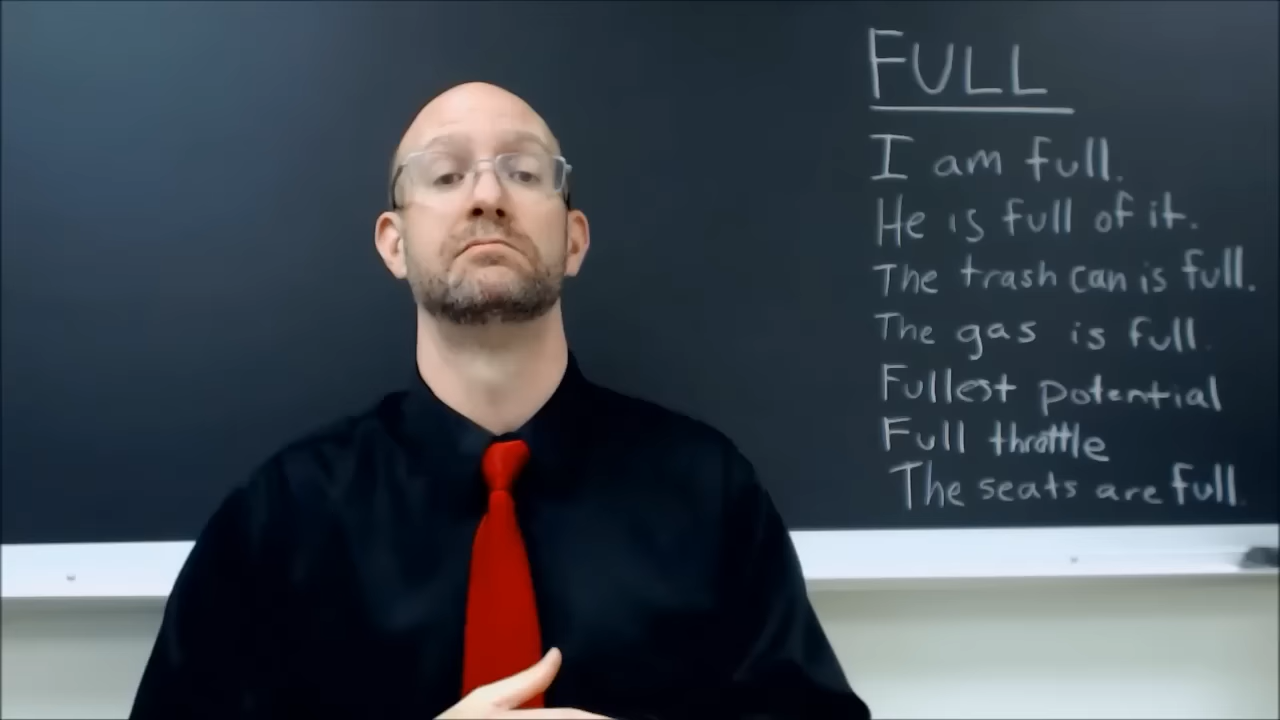 FULL
I am full.
He is full of it.
The trash can is full.
The gas is full.
Fullest potential
Full throttle
The seats are full.